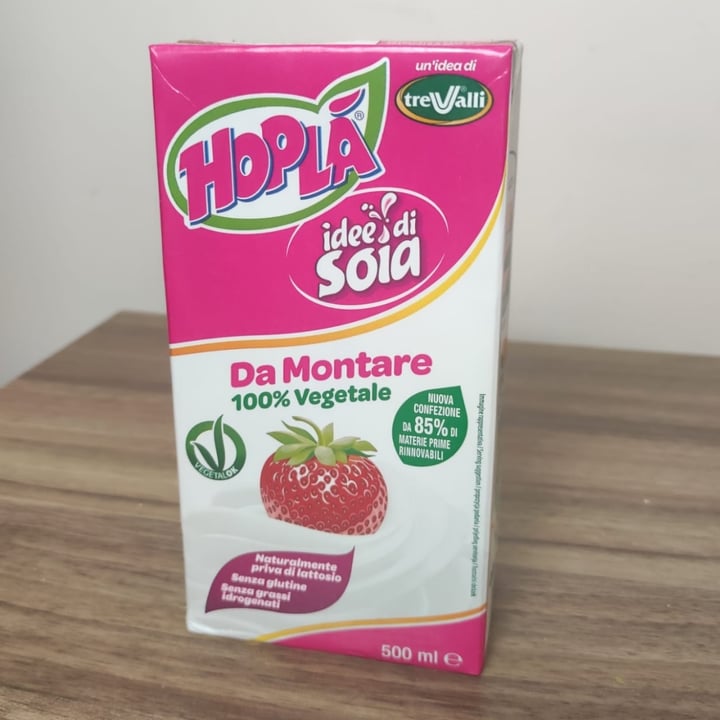 un'idea di
treValli
HOPLÀ®
idee di
SOIA
Da Montare
100% Vegetale
NUOVA
CONFEZIONE
DA 85% DI
MATERIE PRIME
RINNOVABILI
VEGETALOK
Naturalmente
priva di lattosio
Senza glutine
Senza grassi
idrogenati
500 ml ℮